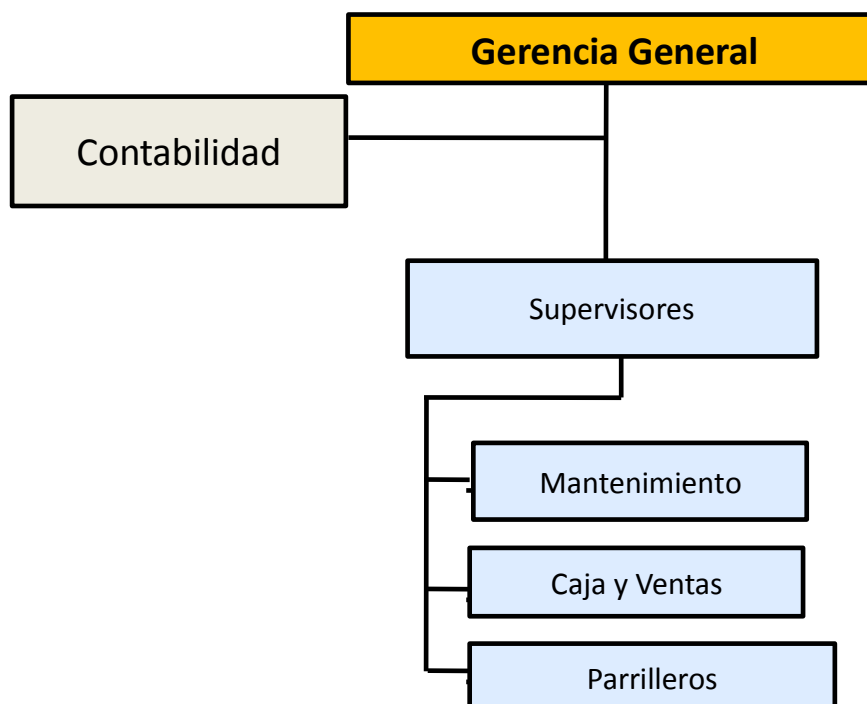 Gerencia General
Contabilidad
Supervisores
Mantenimiento
Caja y Ventas
Parrilleros